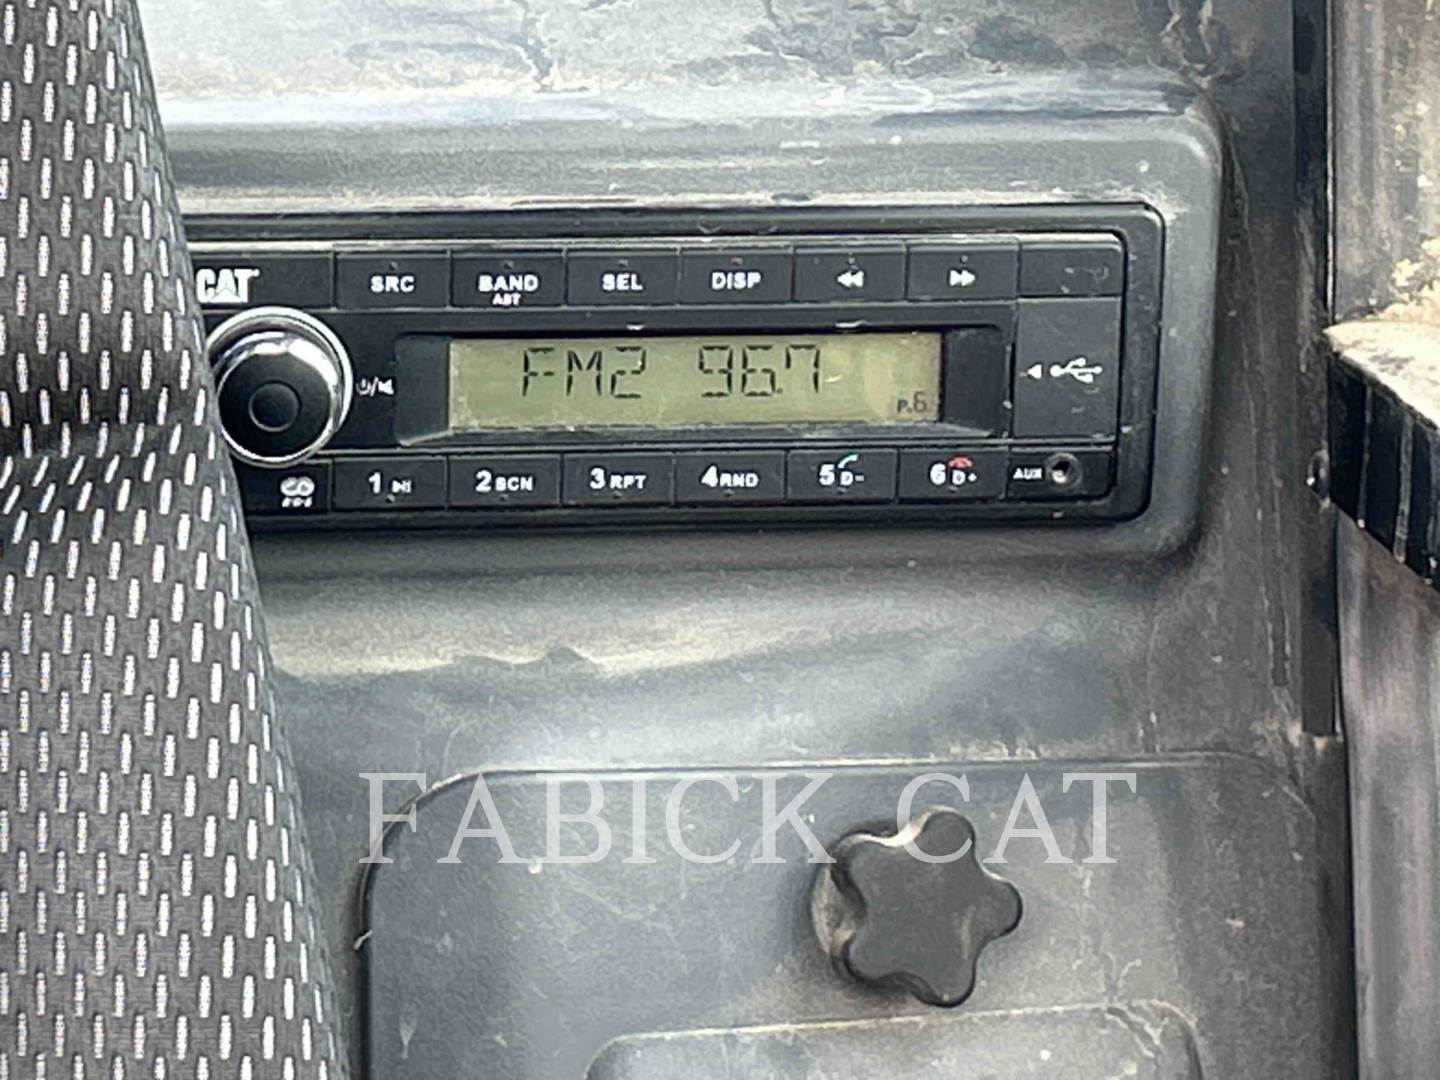 CAT SRC BAND SEL DISP
AST
FM2 96.7
P.6
1 2 SCN 3 RPT 4 RND 5 D- 6 D+ AUX
FABICK CAT